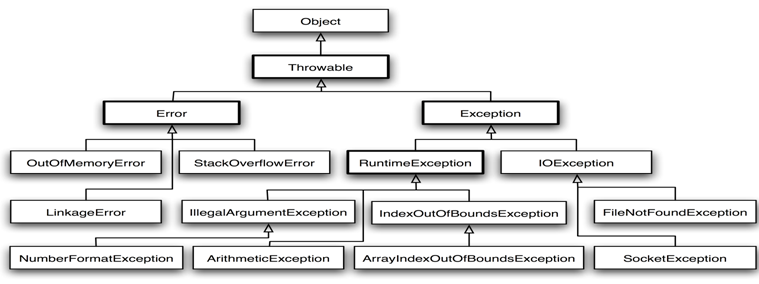 Object
Throwable
Error
Exception
OutOfMemoryError
StackOverflowError
RuntimeException
IOException
LinkageError
IllegalArgumentException
IndexOutOfBoundsException
FileNotFoundException
NumberFormatException
ArithmeticException
ArrayIndexOutOfBoundsException
SocketException